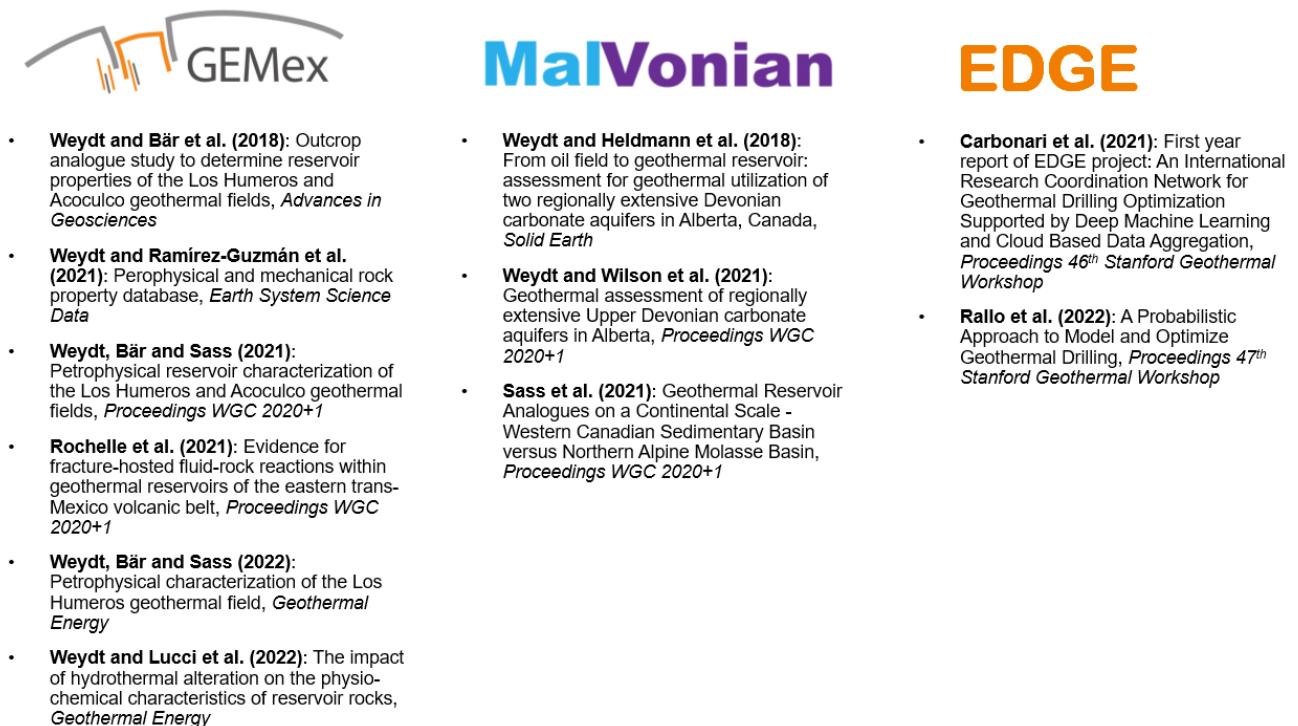 GEMex
• Weydt and Bär et al. (2018): Outcrop
analogue study to determine reservoir
properties of the Los Humeros and
Acoculco geothermal fields, Advances in
Geosciences
• Weydt and Ramírez-Guzmán et al.
(2021): Perophysical and mechanical rock
property database, Earth System Science
Data
• Weydt, Bär and Sass (2021):
Petrophysical reservoir characterization of
the Los Humeros and Acoculco geothermal
fields, Proceedings WGC 2020+1
• Rochelle et al. (2021): Evidence for
fracture-hosted fluid-rock reactions within
geothermal reservoirs of the eastern trans-
Mexico volcanic belt, Proceedings WGC
2020+1
• Weydt, Bär and Sass (2022):
Petrophysical characterization of the Los
Humeros geothermal field, Geothermal
Energy
• Weydt and Lucci et al. (2022): The impact
of hydrothermal alteration on the physio-
chemical characteristics of reservoir rocks,
Geothermal Energy
MalVonian
• Weydt and Heldmann et al. (2018):
From oil field to geothermal reservoir:
assessment for geothermal utilization of
two regionally extensive Devonian
carbonate aquifers in Alberta, Canada,
Solid Earth
• Weydt and Wilson et al. (2021):
Geothermal assessment of regionally
extensive Upper Devonian carbonate
aquifers in Alberta, Proceedings WGC
2020+1
• Sass et al. (2021): Geothermal Reservoir
Analogues on a Continental Scale -
Western Canadian Sedimentary Basin
versus Northern Alpine Molasse Basin,
Proceedings WGC 2020+1
EDGE
• Carbonari et al. (2021): First year
report of EDGE project: An International
Research Coordination Network for
Geothermal Drilling Optimization
Supported by Deep Machine Learning
and Cloud Based Data Aggregation,
Proceedings 46th Stanford Geothermal
Workshop
• Rallo et al. (2022): A Probabilistic
Approach to Model and Optimize
Geothermal Drilling, Proceedings 47th
Stanford Geothermal Workshop